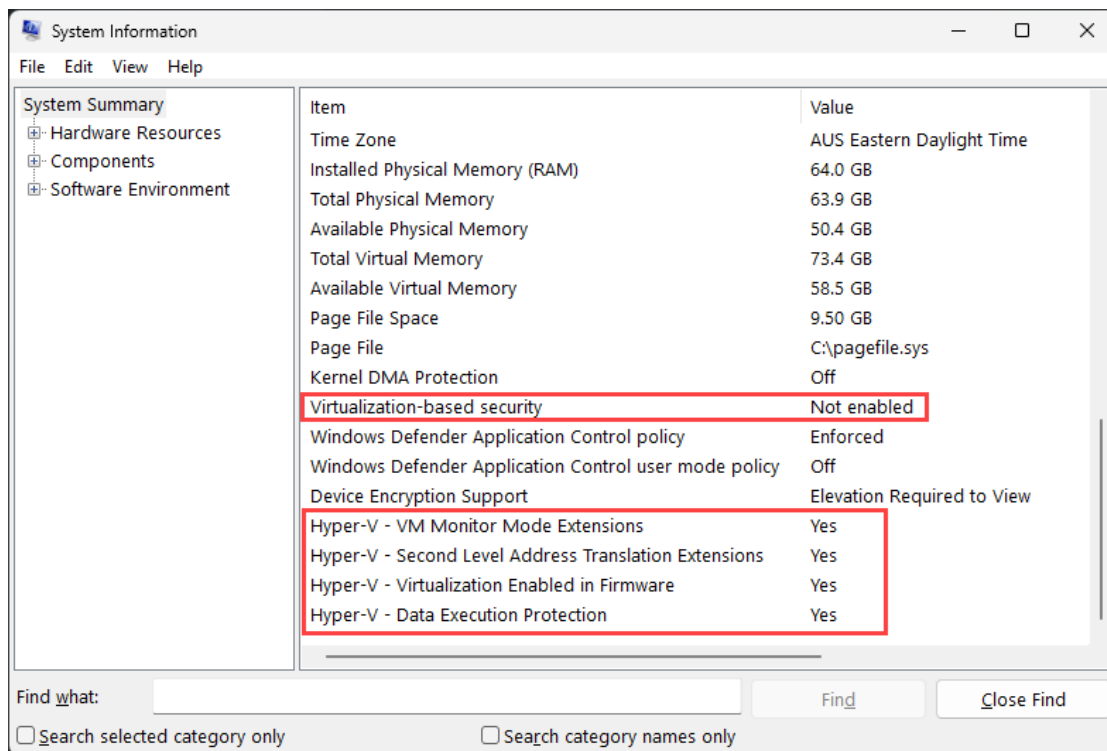 System Information
File Edit View Help
System Summary
Hardware Resources
Components
Software Environment
Item Value
Time Zone AUS Eastern Daylight Time
Installed Physical Memory (RAM) 64.0 GB
Total Physical Memory 63.9 GB
Available Physical Memory 50.4 GB
Total Virtual Memory 73.4 GB
Available Virtual Memory 58.5 GB
Page File Space 9.50 GB
Page File C:\pagefile.sys
Kernel DMA Protection Off
Virtualization-based security Not enabled
Windows Defender Application Control policy Enforced
Windows Defender Application Control user mode policy Off
Device Encryption Support Elevation Required to View
Hyper-V - VM Monitor Mode Extensions Yes
Hyper-V - Second Level Address Translation Extensions Yes
Hyper-V - Virtualization Enabled in Firmware Yes
Hyper-V - Data Execution Protection Yes
Find what: Find Close Find
Search selected category only Search category names only